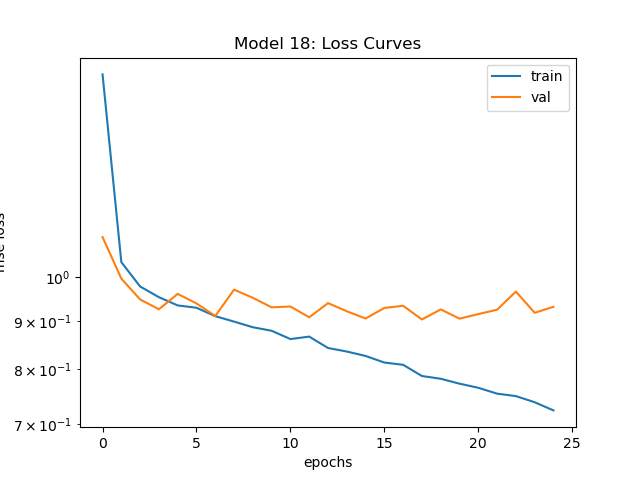 Model 18: Loss Curves
train
val
10⁰
9 × 10⁻¹
8 × 10⁻¹
7 × 10⁻¹
0 5 10 15 20 25
epochs
mse loss